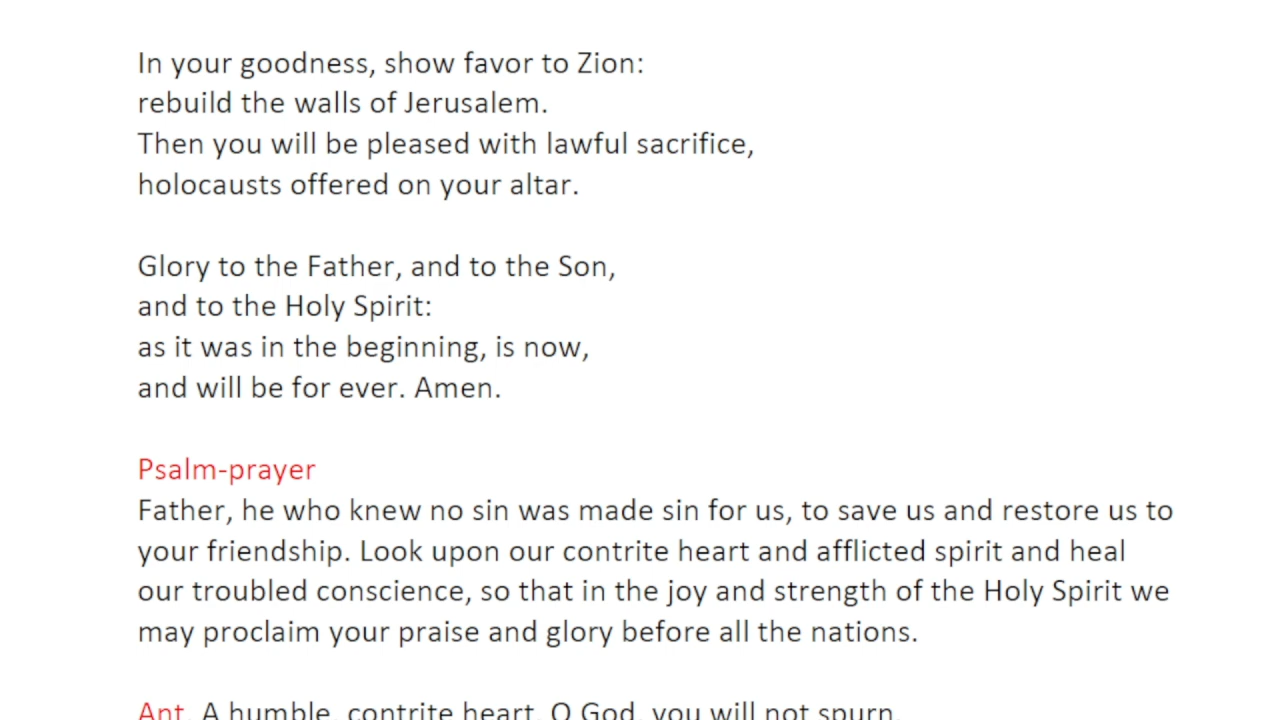 In your goodness, show favor to Zion:
rebuild the walls of Jerusalem.
Then you will be pleased with lawful sacrifice,
holocausts offered on your altar.
Glory to the Father, and to the Son,
and to the Holy Spirit:
as it was in the beginning, is now,
and will be for ever. Amen.
Psalm-prayer
Father, he who knew no sin was made sin for us, to save us and restore us to
your friendship. Look upon our contrite heart and afflicted spirit and heal
our troubled conscience, so that in the joy and strength of the Holy Spirit we
may proclaim your praise and glory before all the nations.
Ant. A humble, contrite heart, O God, you will not spurn.